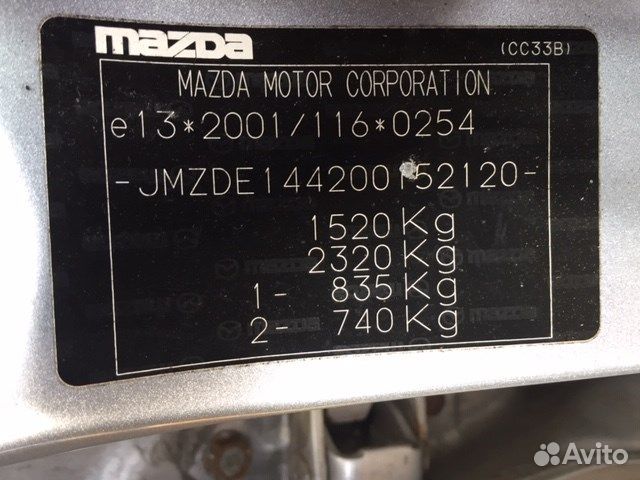 mazda
(CC33B)
MAZDA MOTOR CORPORATION
e13*2001/116*0254
-JMZDE144200152120-
1520Kg
2320Kg
1- 835Kg
2- 740Kg
Avito